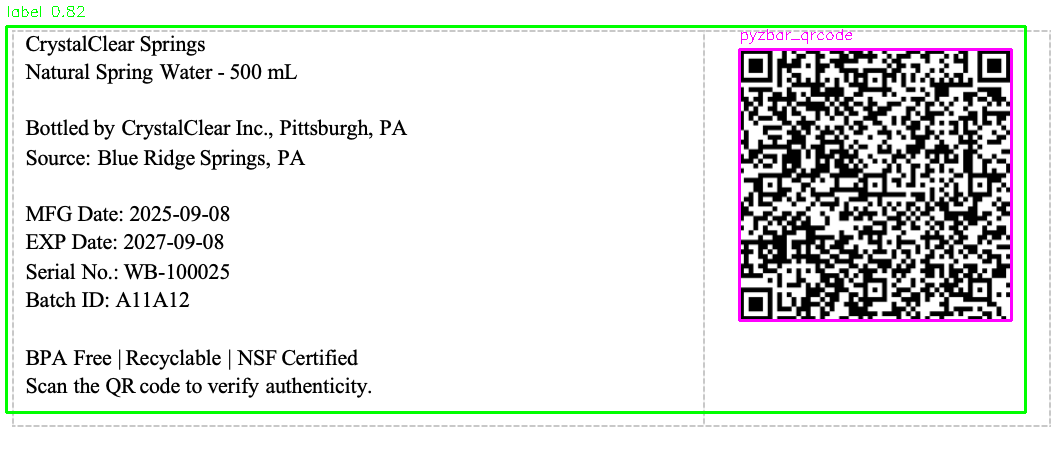 label 0.82
pyzbar_qrcode
CrystalClear Springs
Natural Spring Water - 500 mL
Bottled by CrystalClear Inc., Pittsburgh, PA
Source: Blue Ridge Springs, PA
MFG Date: 2025-09-08
EXP Date: 2027-09-08
Serial No.: WB-100025
Batch ID: A11A12
BPA Free | Recyclable | NSF Certified
Scan the QR code to verify authenticity.